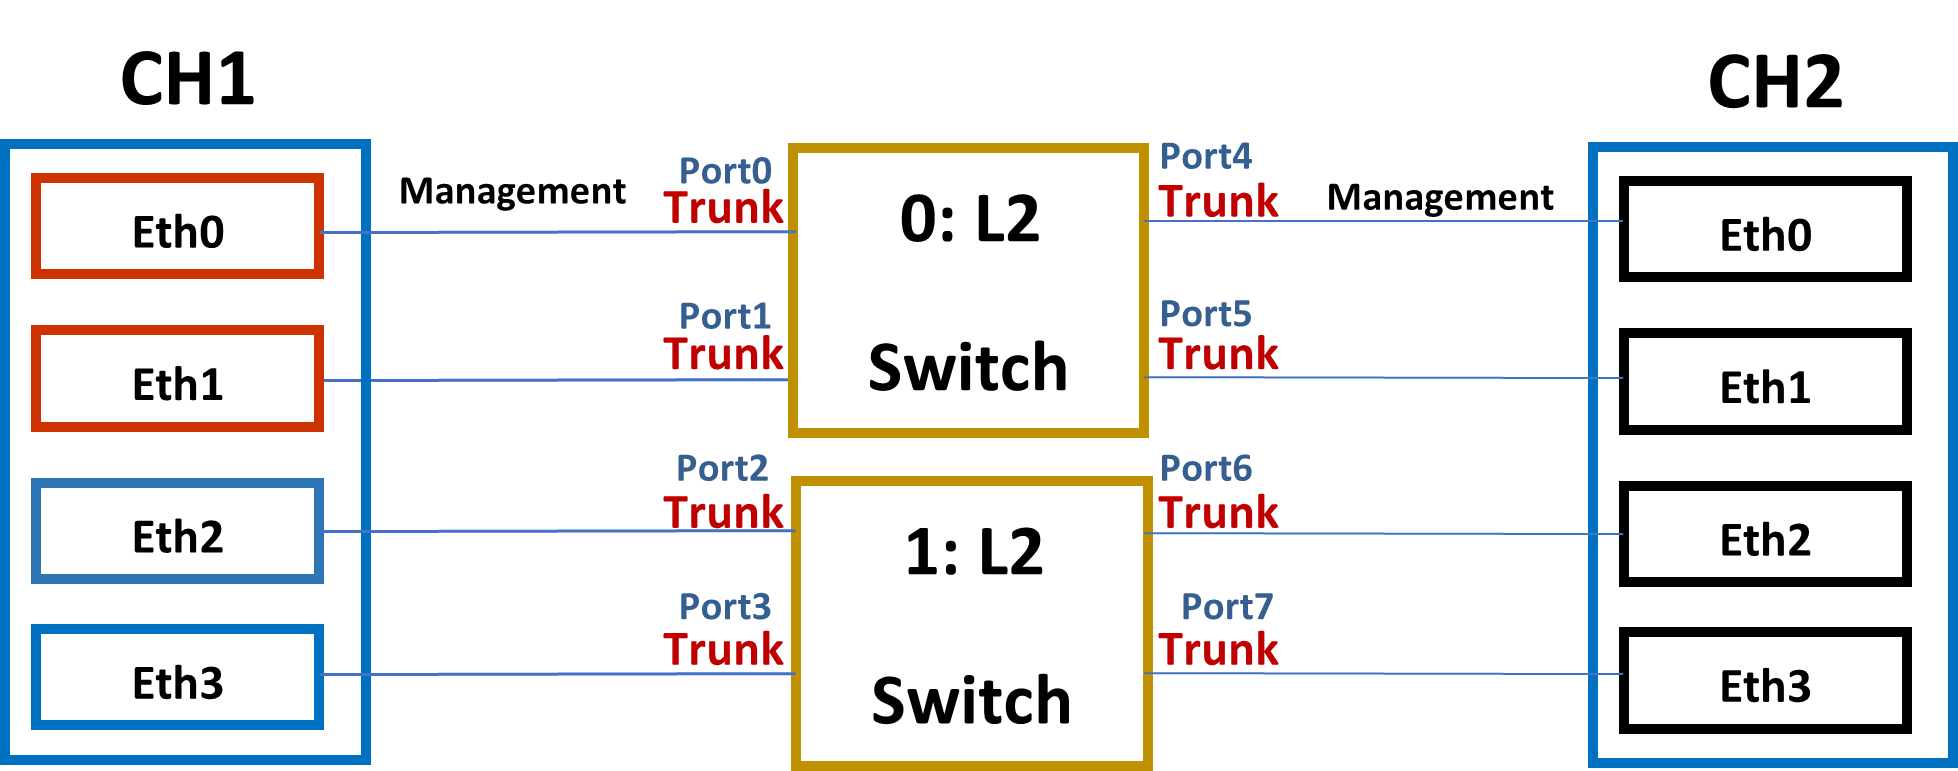 CH1
CH2
Port0
Port4
Management
Trunk
Trunk
Management
Eth0
0: L2
Eth0
Port1
Port5
Trunk
Trunk
Eth1
Switch
Eth1
Port2
Port6
Trunk
Trunk
Eth2
1: L2
Eth2
Port3
Port7
Trunk
Trunk
Eth3
Switch
Eth3